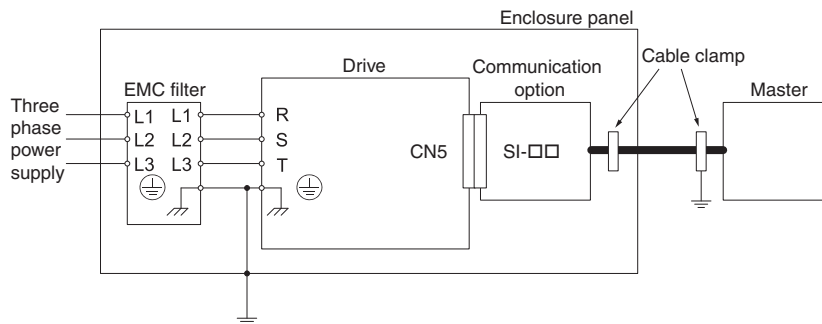 Enclosure panel
Cable clamp
Drive
Communication
option
Master
EMC filter
Three
phase
power
supply
L1 L1 R
L2 L2 S
L3 L3 T
CN5
SI-□□